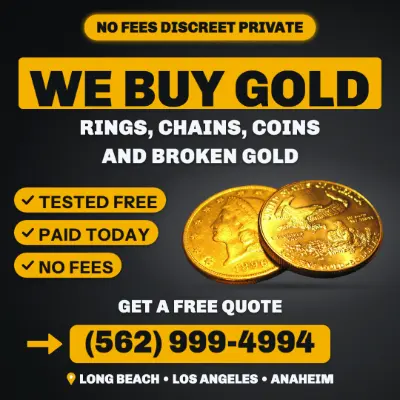 NO FEES DISCREET PRIVATE
WE BUY GOLD
RINGS, CHAINS, COINS
AND BROKEN GOLD
TESTED FREE
PAID TODAY
NO FEES
GET A FREE QUOTE
(562) 999-4994
LONG BEACH • LOS ANGELES • ANAHEIM